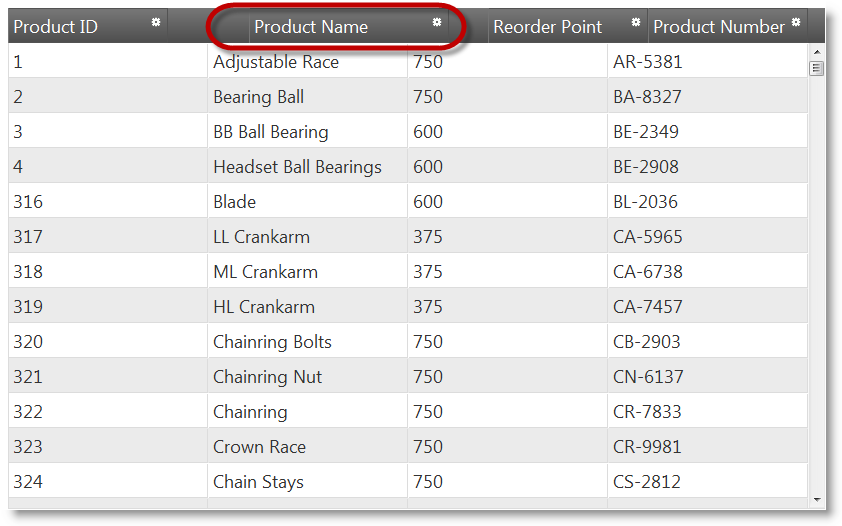 Product ID Product Name Reorder Point Product Number
1 Adjustable Race 750 AR-5381
2 Bearing Ball 750 BA-8327
3 BB Ball Bearing 600 BE-2349
4 Headset Ball Bearings 600 BE-2908
316 Blade 600 BL-2036
317 LL Crankarm 375 CA-5965
318 ML Crankarm 375 CA-6738
319 HL Crankarm 375 CA-7457
320 Chainring Bolts 750 CB-2903
321 Chainring Nut 750 CN-6137
322 Chainring 750 CR-7833
323 Crown Race 750 CR-9981
324 Chain Stays 750 CS-2812